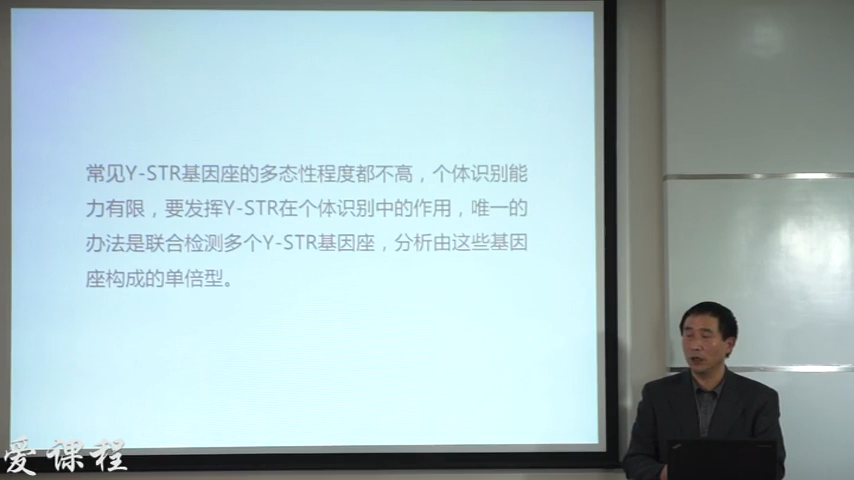 常见Y-STR基因座的多态性程度都不高，个体识别能
力有限，要发挥Y-STR在个体识别中的作用，唯一的
办法是联合检测多个Y-STR基因座，分析由这些基因
座构成的单倍型。
爱课程